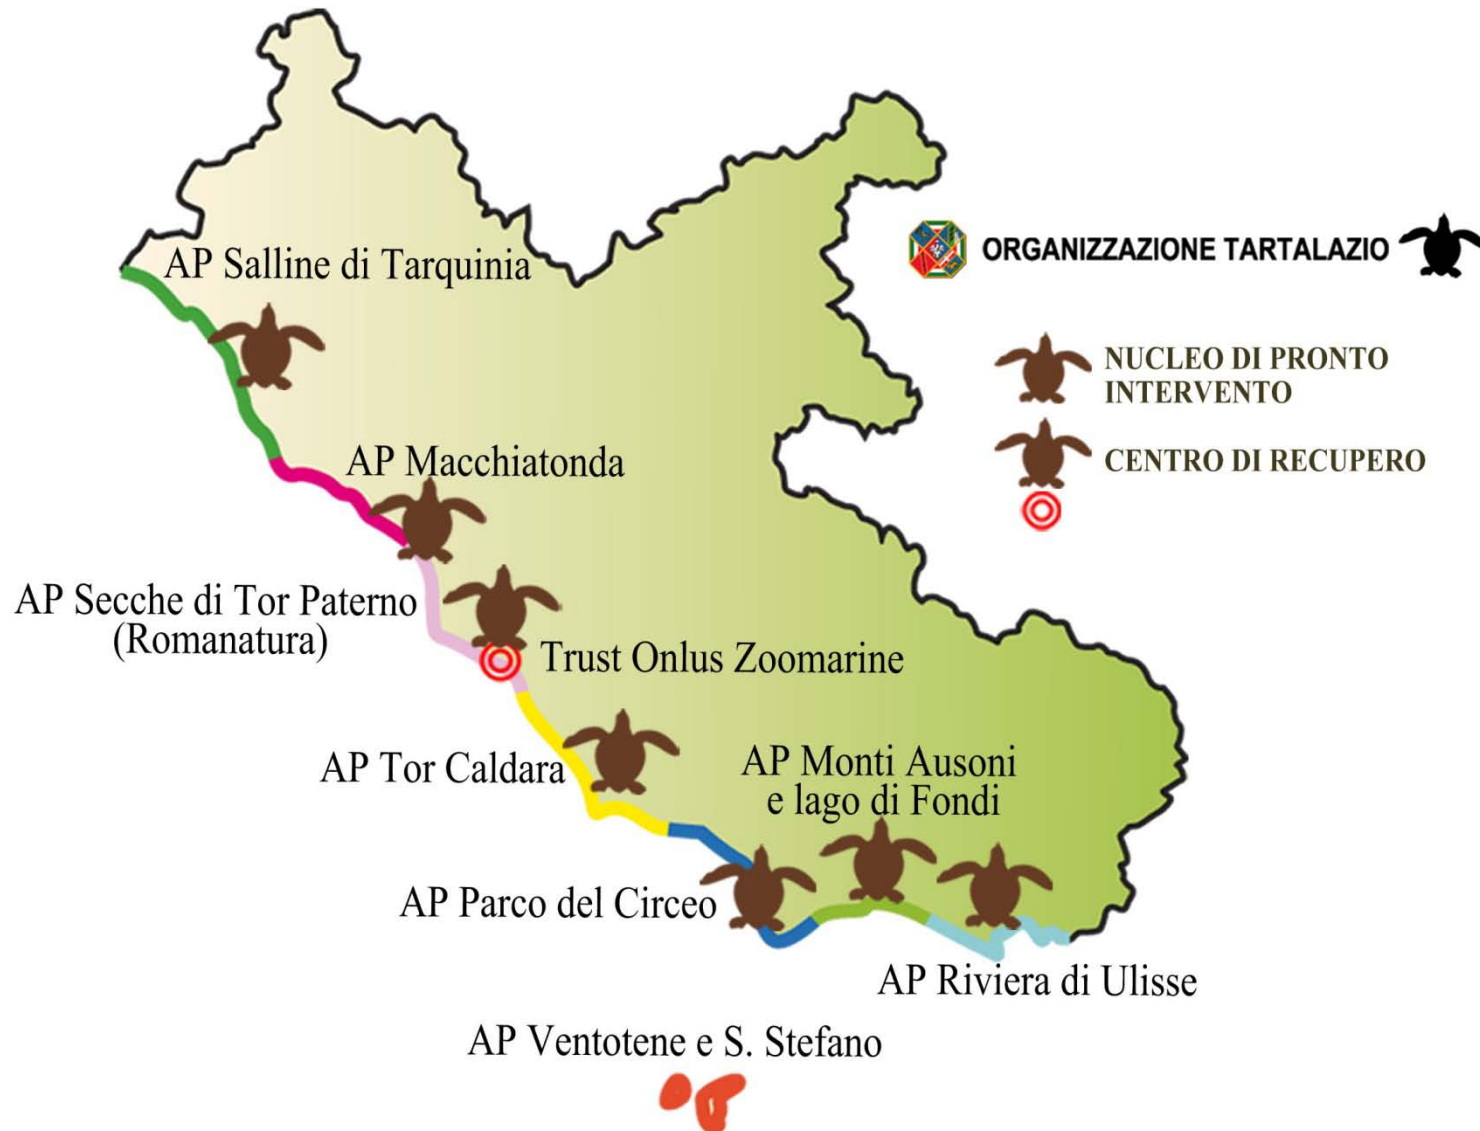 AP Salline di Tarquinia
ORGANIZZAZIONE TARTALAZIO
NUCLEO DI PRONTO
INTERVENTO
CENTRO DI RECUPERO
AP Macchiatonda
AP Secche di Tor Paterno
(Romanatura)
Trust Onlus Zoomarine
AP Tor Caldara
AP Monti Ausoni
e lago di Fondi
AP Parco del Circeo
AP Riviera di Ulisse
AP Ventotene e S. Stefano